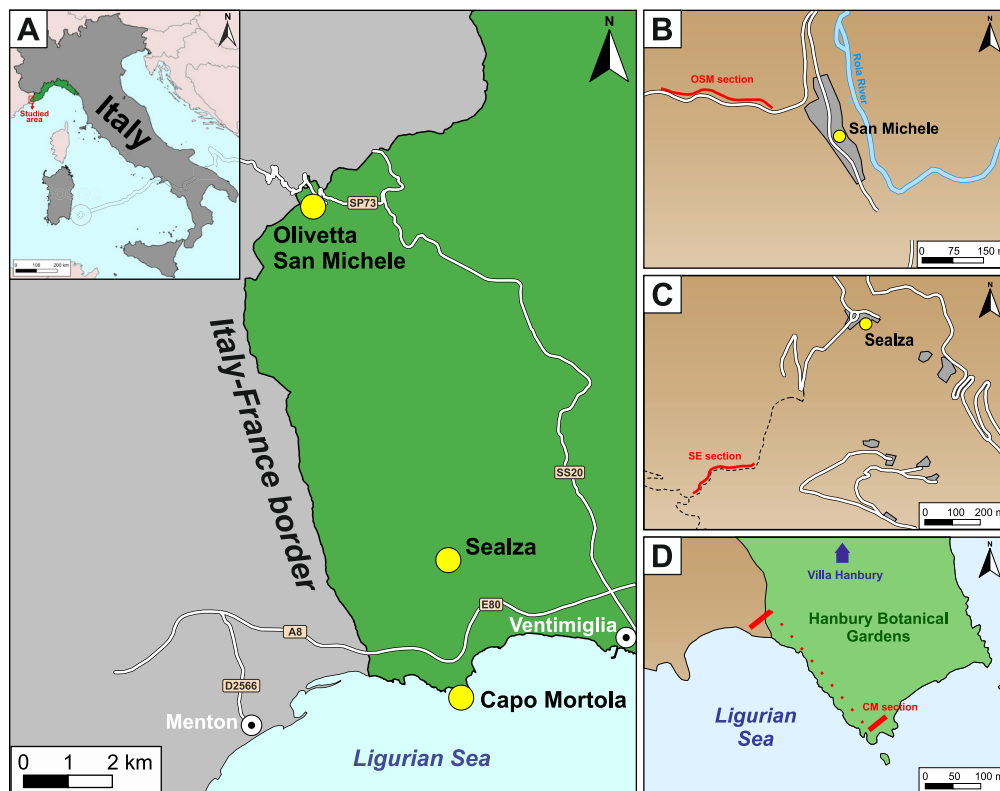 A
N
Italy
Studied
area
0 100 200 km
N
SP73
Olivetta
San Michele
Italy-France border
SS20
Sealza
E80
A8
Ventimiglia
D2566
Capo Mortola
Menton
Ligurian Sea
0 1 2 km
B
N
OSM section
Roia River
San Michele
0 75 150 m
C
N
Sealza
SE section
0 100 200 m
D
N
Villa Hanbury
Hanbury Botanical
Gardens
CM section
Ligurian
Sea
0 50 100 m